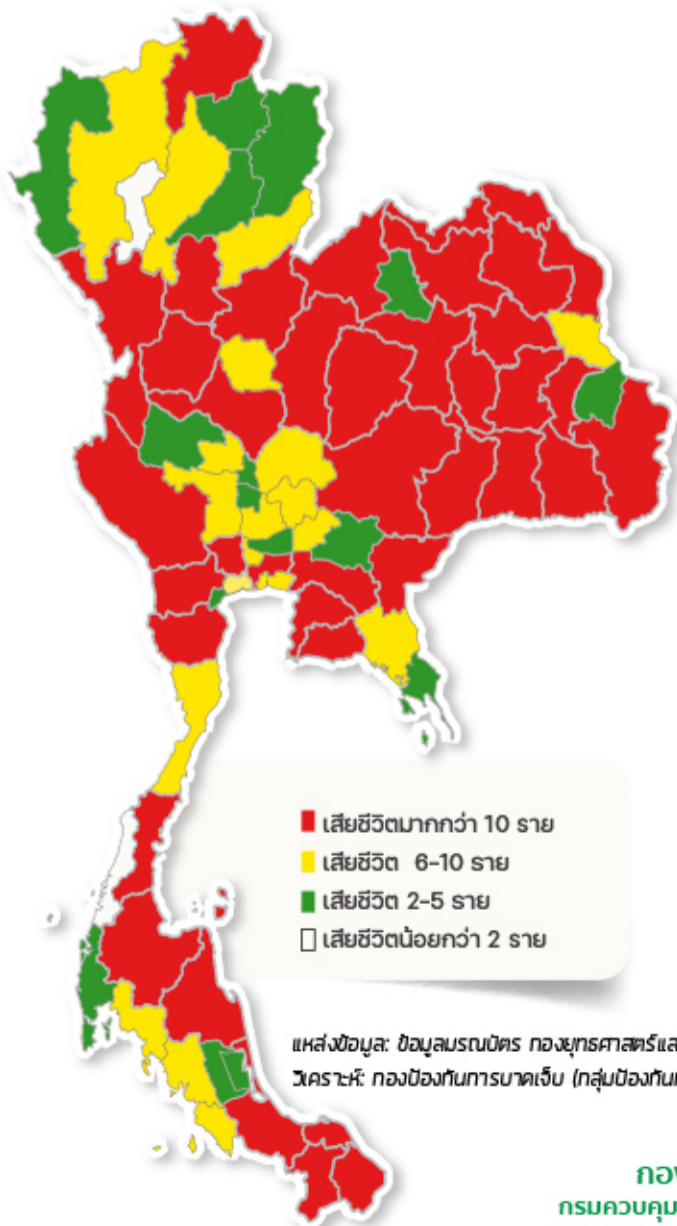 เสียชีวิตมากกว่า 10 ราย
เสียชีวิต 6-10 ราย
เสียชีวิต 2-5 ราย
เสียชีวิตน้อยกว่า 2 ราย
แหล่งข้อมูล: ข้อมูลมรณบัตร กองยุทธศาสตร์แล
วิเคราะห์: กองป้องกันการบาดเจ็บ (กลุ่มป้องกัน
กอง
กรมควบคุม